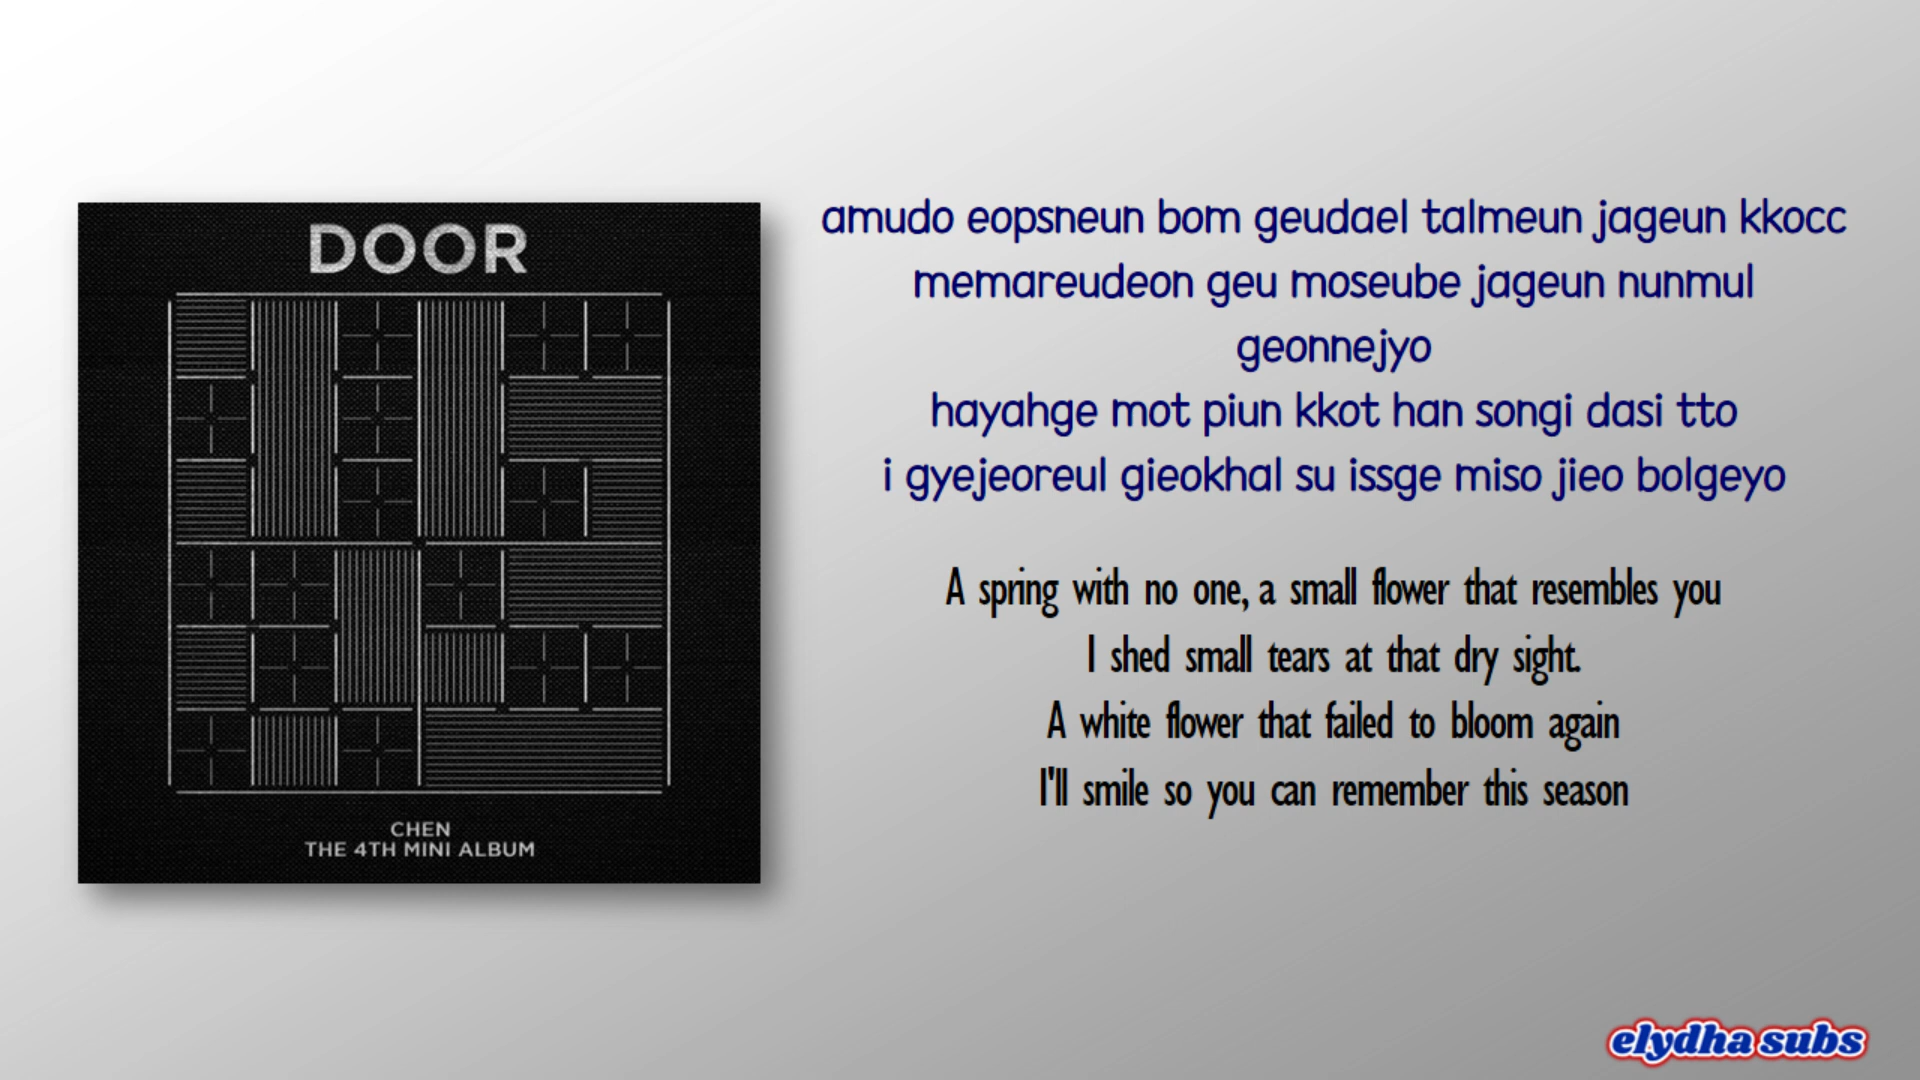 DOOR
CHEN
THE 4TH MINI ALBUM
amudo eopsneun bom geudael talmeun jageun kkocc
memareudeon geu moseube jageun nunmul
geonnejyo
hayahge mot piun kkot han songi dasi tto
i gyejeoreul gieokhal su issge miso jieo bolgeyo
A spring with no one, a small flower that resembles you
I shed small tears at that dry sight.
A white flower that failed to bloom again
I'll smile so you can remember this season
elydha subs